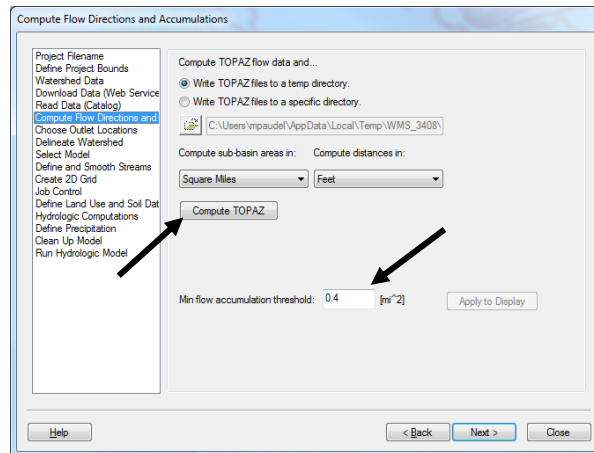 Compute Flow Directions and Accumulations
Project Filename
Define Project Bounds
Watershed Data
Download Data (Web Service
Read Data (Catalog)
Compute Flow Directions and
Choose Outlet Locations
Delineate Watershed
Select Model
Define and Smooth Streams
Create 2D Grid
Job Control
Define Land Use and Soil Dat
Hydrologic Computations
Define Precipitation
Clean Up Model
Run Hydrologic Model
Compute TOPAZ flow data and...
Write TOPAZ files to a temp directory.
Write TOPAZ files to a specific directory.
C:\Users\mpaudel\AppData\Local\Temp\WMS_3408\
Compute sub-basin areas in: Compute distances in:
Square Miles Feet
Compute TOPAZ
Min flow accumulation threshold: 0.4 [mi^2] Apply to Display
Help < Back Next > Close